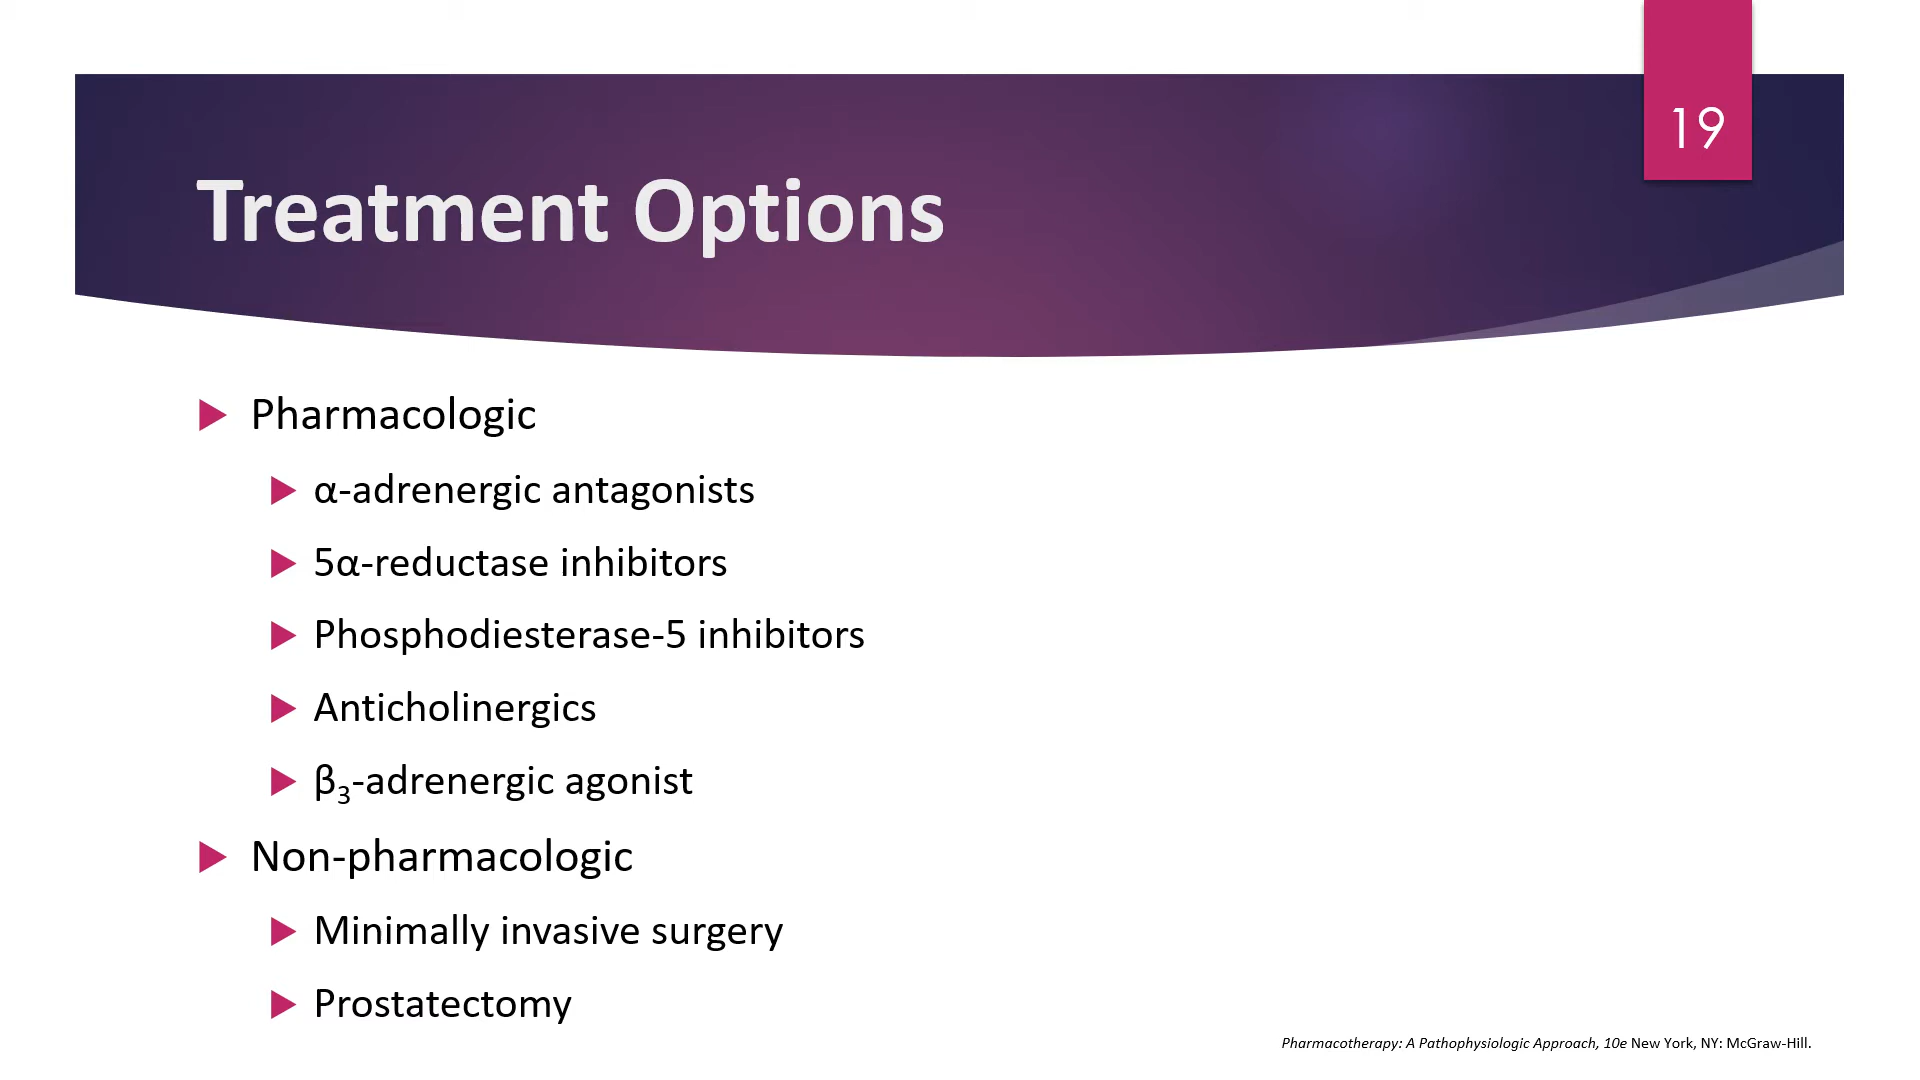 19
Treatment Options
Pharmacologic
α-adrenergic antagonists
5α-reductase inhibitors
Phosphodiesterase-5 inhibitors
Anticholinergics
β₃-adrenergic agonist
Non-pharmacologic
Minimally invasive surgery
Prostatectomy
Pharmacotherapy: A Pathophysiologic Approach, 10e New York, NY: McGraw-Hill.